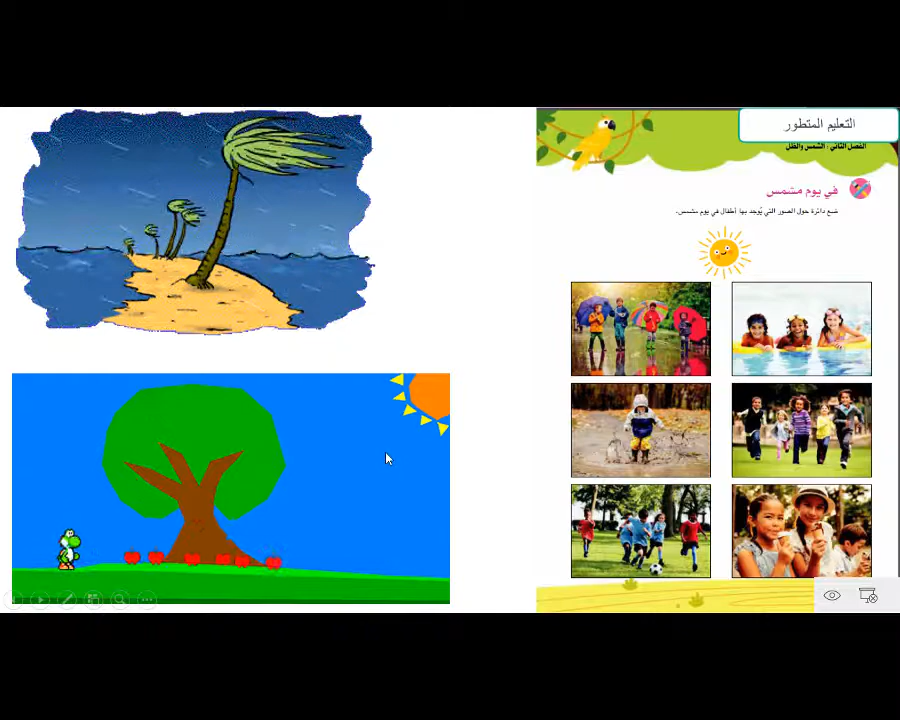 التعليم المتطور
الفصل الثاني : الشمس والظل
في يوم مشمس
ضع دائرة حول الصور التي يُوجد بها أطفال في يوم مشمس.